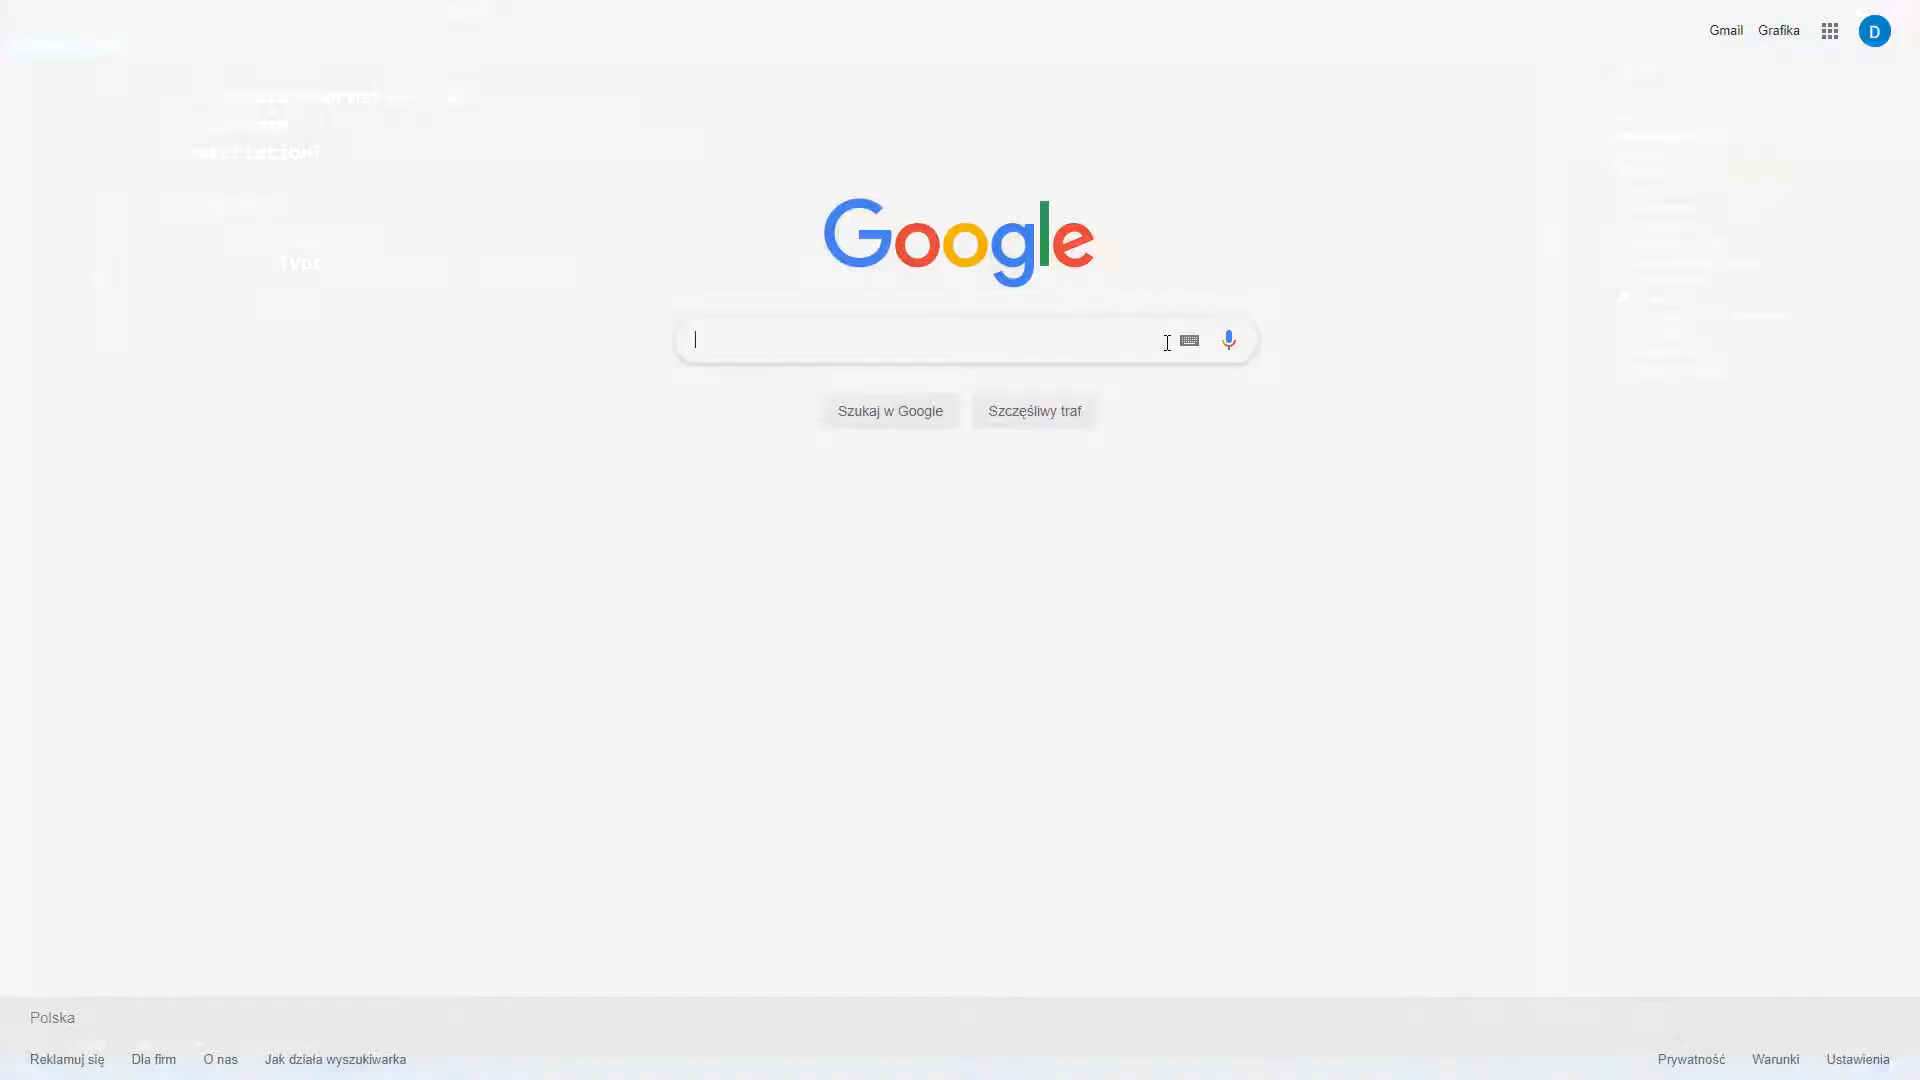 Gmail Grafika D
Google
Szukaj w Google Szczęśliwy traf
Polska
Reklamuj się Dla firm O nas Jak działa wyszukiwarka Prywatność Warunki Ustawienia